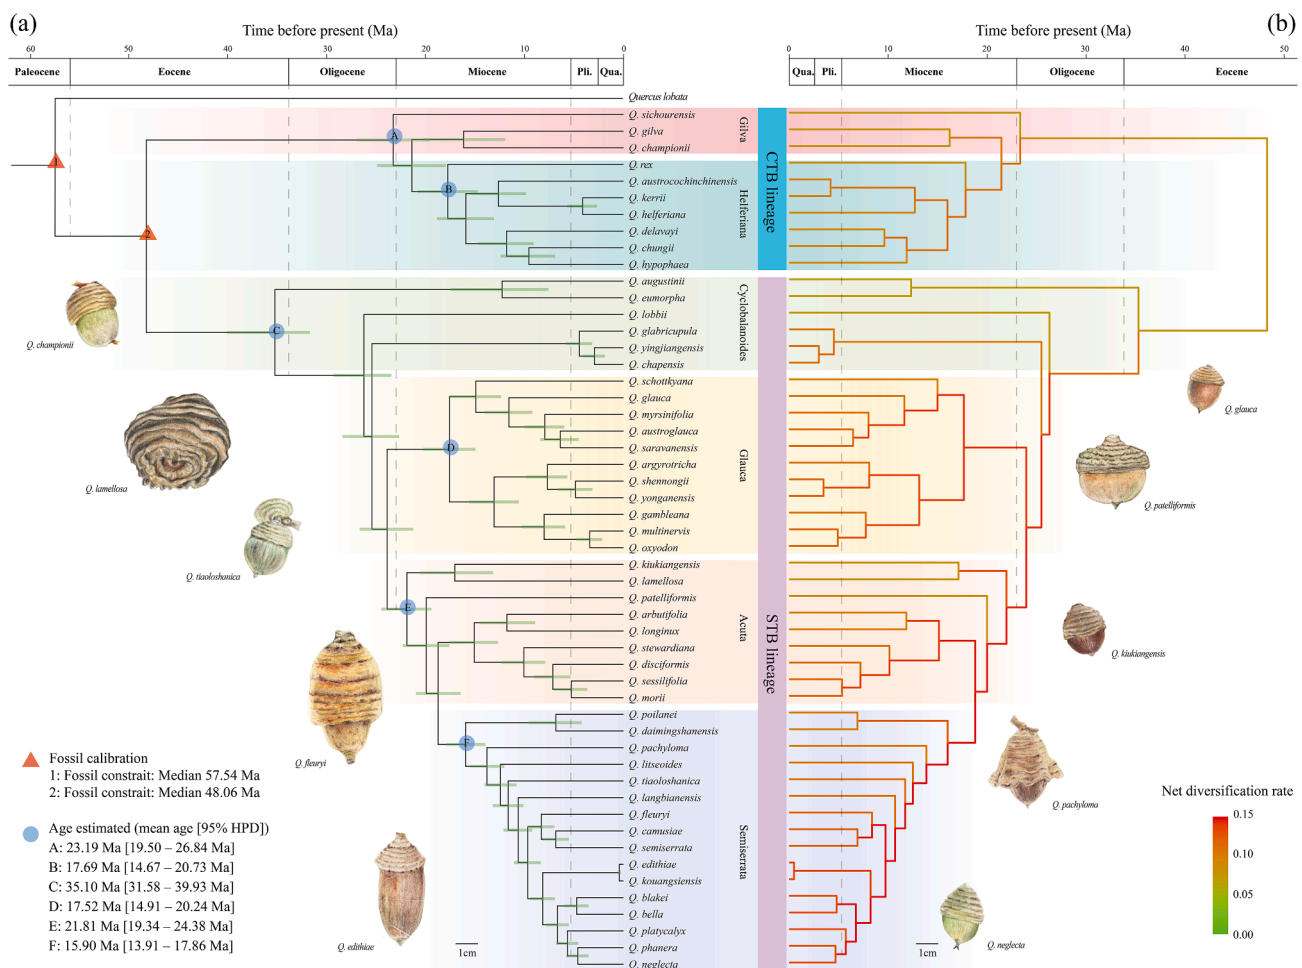 (a)
Time before present (Ma)
60 50 40 30 20 10 0
Paleocene Eocene Oligocene Miocene Pli. Qua.
Time before present (Ma)
(b)
0 10 20 30 40 50
Qua. Pli. Miocene Oligocene Eocene
Quercus lobata
Q. sichourensis
Q. gilva
Q. championii
Q. rex
Q. austrocochinchinensis
Q. kerrii
Q. helferiana
Q. delavayi
Q. chungii
Q. hypophaea
Q. augustinii
Q. eumorpha
Q. lobbii
Q. glabricupula
Q. yingjiangensis
Q. chapensis
Q. schottkyana
Q. glauca
Q. myrsinifolia
Q. austroglauca
Q. saravanensis
Q. argyrotricha
Q. shennongii
Q. yonganensis
Q. gambleana
Q. multinervis
Q. oxyodon
Q. kiukiangensis
Q. lamellosa
Q. patelliformis
Q. arbutifolia
Q. longinux
Q. stewardiana
Q. disciformis
Q. sessilifolia
Q. morii
Q. poilanei
Q. daimingshanensis
Q. pachyloma
Q. litseoides
Q. tiaoloshanica
Q. langbianensis
Q. fleuryi
Q. camusiae
Q. semiserrata
Q. edithiae
Q. kouangsiensis
Q. blakei
Q. bella
Q. platycalyx
Q. phanera
Q. neglecta
Gilva
Helferiana
Cyclobalanoides
Glauca
Acuta
Semiserrata
CTB lineage
STB lineage
1
2
A
B
C
D
E
F
Q. championii
Q. lamellosa
Q. tiaoloshanica
Q. fleuryi
Q. edithiae
1cm
Fossil calibration
1: Fossil constrait: Median 57.54 Ma
2: Fossil constrait: Median 48.06 Ma
Age estimated (mean age [95% HPD])
A: 23.19 Ma [19.50 – 26.84 Ma]
B: 17.69 Ma [14.67 – 20.73 Ma]
C: 35.10 Ma [31.58 – 39.93 Ma]
D: 17.52 Ma [14.91 – 20.24 Ma]
E: 21.81 Ma [19.34 – 24.38 Ma]
F: 15.90 Ma [13.91 – 17.86 Ma]
Q. glauca
Q. patelliformis
Q. kiukiangensis
Q. pachyloma
Q. neglecta
1cm
Net diversification rate
0.15
0.10
0.05
0.00